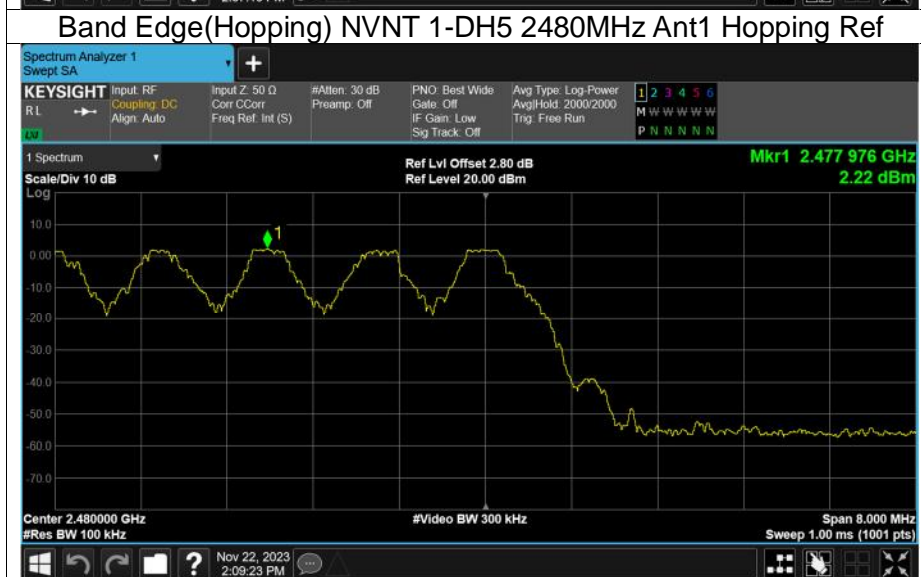 Band Edge(Hopping) NVNT 1-DH5 2480MHz Ant1 Hopping Ref
Spectrum Analyzer 1
Swept SA
+
KEYSIGHT
RL
Input: RF
Coupling: DC
Align: Auto
Input Z: 50 Ω
Corr CCorr
Freq Ref: Int (S)
#Atten: 30 dB
Preamp: Off
PNO: Best Wide
Gate: Off
IF Gain: Low
Sig Track: Off
Avg Type: Log-Power
Avg|Hold: 2000/2000
Trig: Free Run
1 2 3 4 5 6
M W W W W W
P N N N N N
LXI
1 Spectrum
Scale/Div 10 dB
Ref Lvl Offset 2.80 dB
Ref Level 20.00 dBm
Mkr1 2.477 976 GHz
2.22 dBm
Log
10.0
0.00
-10.0
-20.0
-30.0
-40.0
-50.0
-60.0
-70.0
1
Center 2.480000 GHz
#Res BW 100 kHz
#Video BW 300 kHz
Span 8.000 MHz
Sweep 1.00 ms (1001 pts)
?
Nov 22, 2023
2:09:23 PM